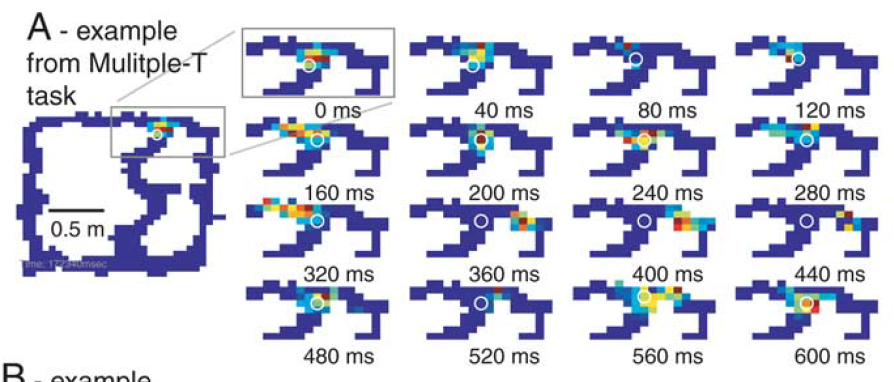 A - example
from Mulitple-T
task
0 ms
40 ms
80 ms
120 ms
160 ms
200 ms
240 ms
280 ms
0.5 m
Time: 172340msec
320 ms
360 ms
400 ms
440 ms
480 ms
520 ms
560 ms
600 ms
B - example